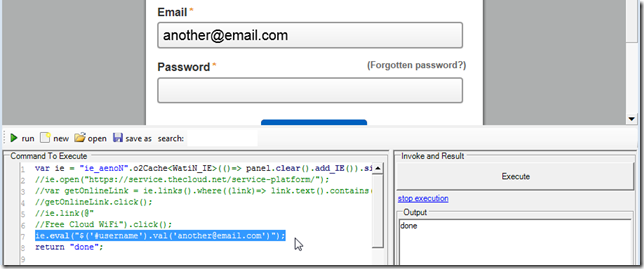 Email *
another@email.com
Password *
(Forgotten password?)
run new open save as search:
Command To Execute
1 var ie = "ie_aenoN".o2Cache<WatiN_IE>(()=> panel.clear().add_IE()).si
2 //ie.open("https://service.thecloud.net/service-platform/");
3 //var getOnlineLink = ie.links().where((link)=> link.text().contains(
4 //getOnlineLink.click();
5 //ie.link(@"
6 //Free Cloud WiFi").click();
7 ie.eval("$('#username').val('another@email.com')");
8 return "done";
Invoke and Result
Execute
stop execution
Output
done